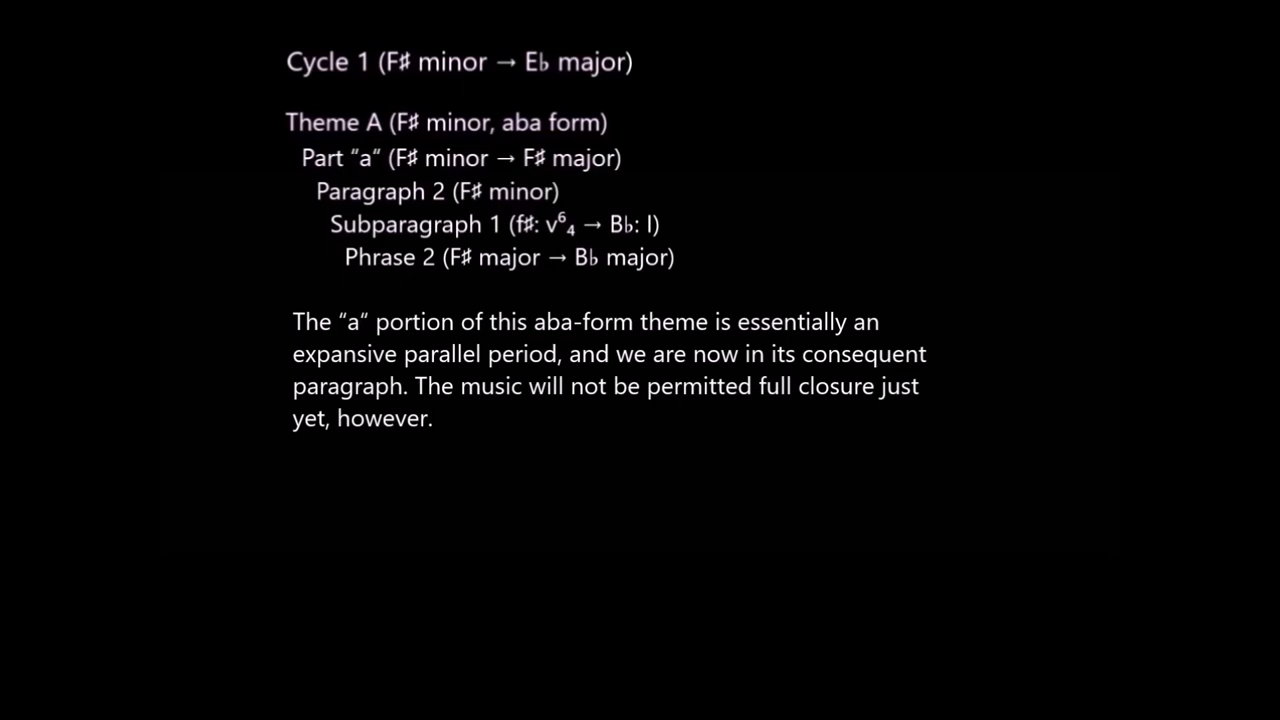 Cycle 1 (F♯ minor → E♭ major)
Theme A (F♯ minor, aba form)
Part “a“ (F♯ minor → F♯ major)
Paragraph 2 (F♯ minor)
Subparagraph 1 (f♯: v⁶₄ → B♭: I)
Phrase 2 (F♯ major → B♭ major)
The “a“ portion of this aba-form theme is essentially an
expansive parallel period, and we are now in its consequent
paragraph. The music will not be permitted full closure just
yet, however.